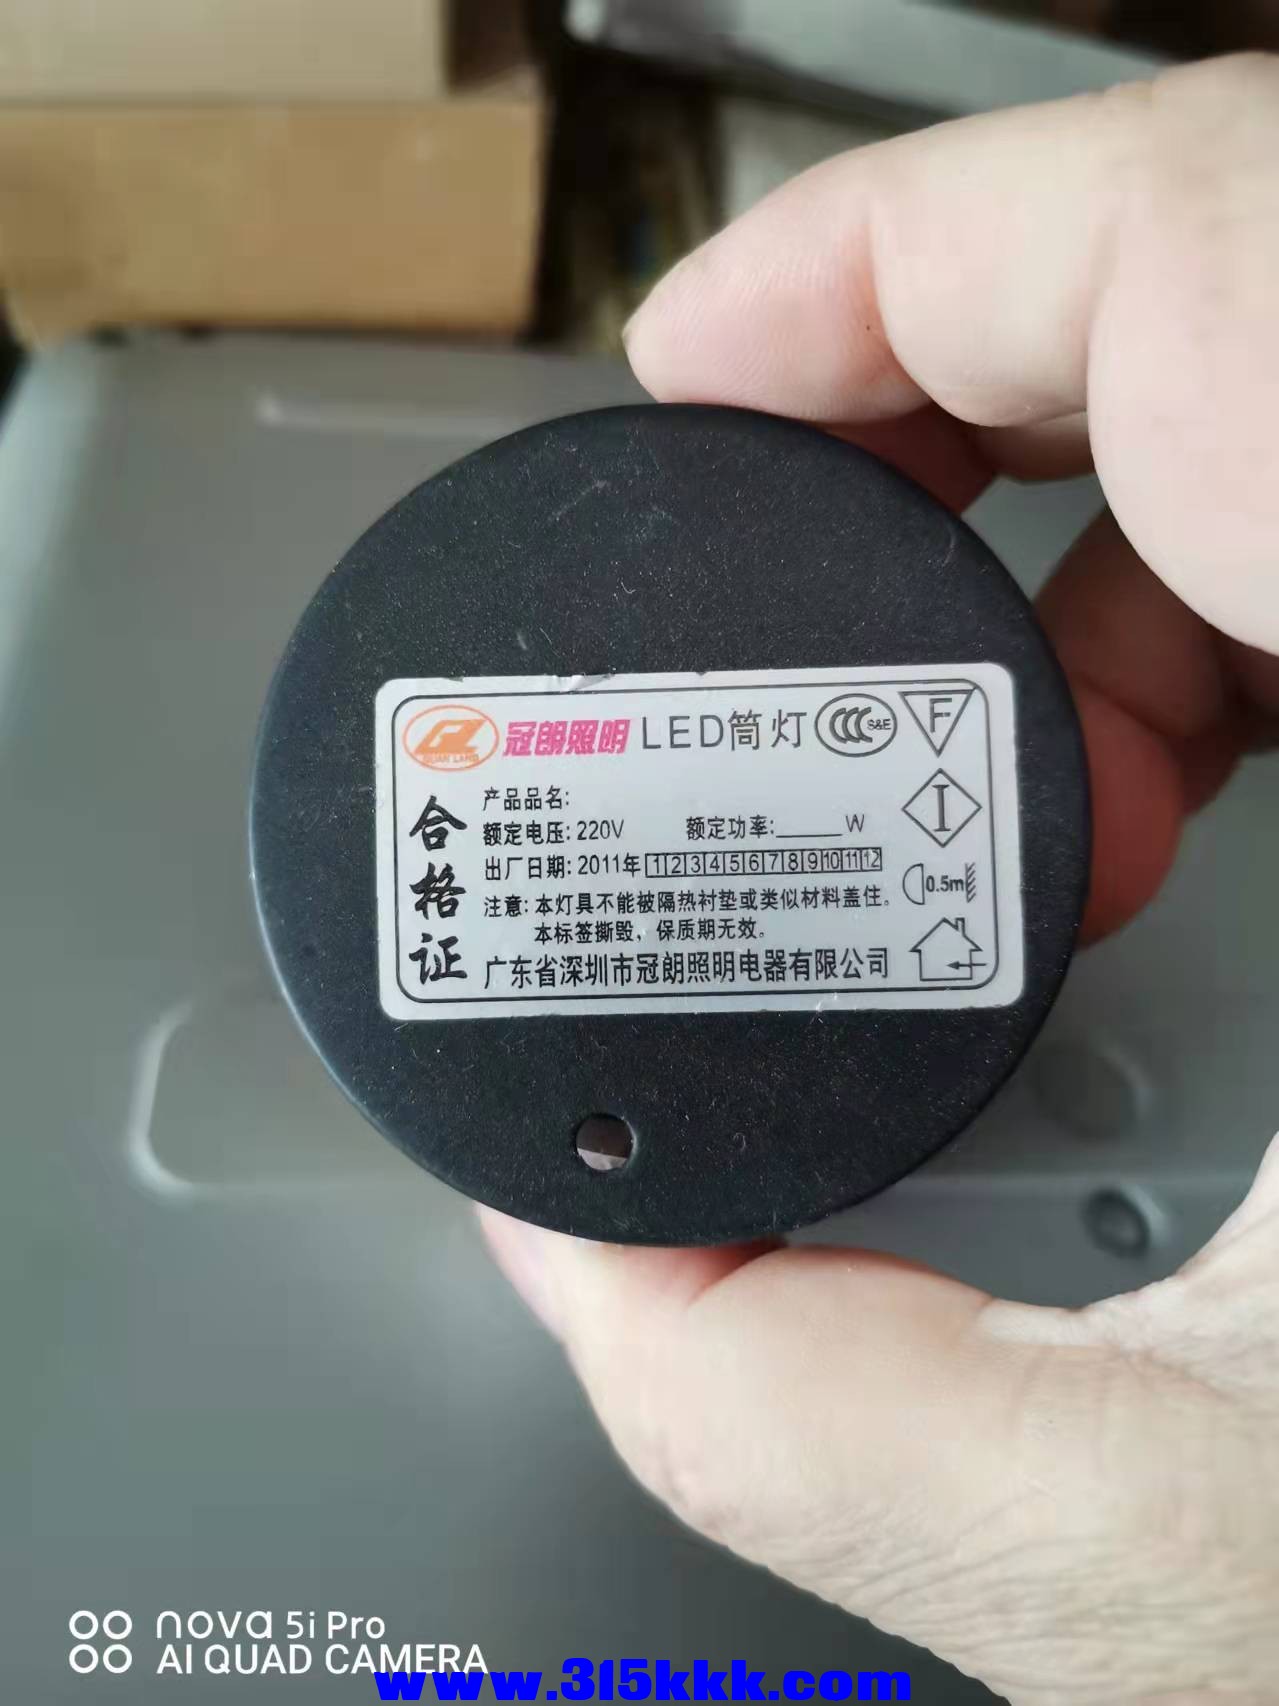 GUAN LANG 冠朗照明 LED筒灯 CCC S&E F
合格证
产品品名:
额定电压: 220V 额定功率:_____W
I
出厂日期: 2011年 1 2 3 4 5 6 7 8 9 10 11 12
0.5m
注意: 本灯具不能被隔热衬垫或类似材料盖住。
本标签撕毁，保质期无效。
广东省深圳市冠朗照明电器有限公司
nova 5i Pro
AI QUAD CAMERA
www.315kkk.com